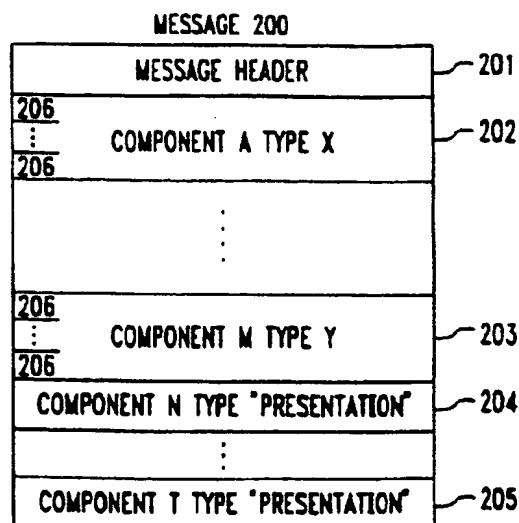 MESSAGE 200
MESSAGE HEADER 201
206
⋮ COMPONENT A TYPE X 202
206
⋮
206
⋮ COMPONENT M TYPE Y 203
206
COMPONENT N TYPE "PRESENTATION" 204
⋮
COMPONENT T TYPE "PRESENTATION" 205